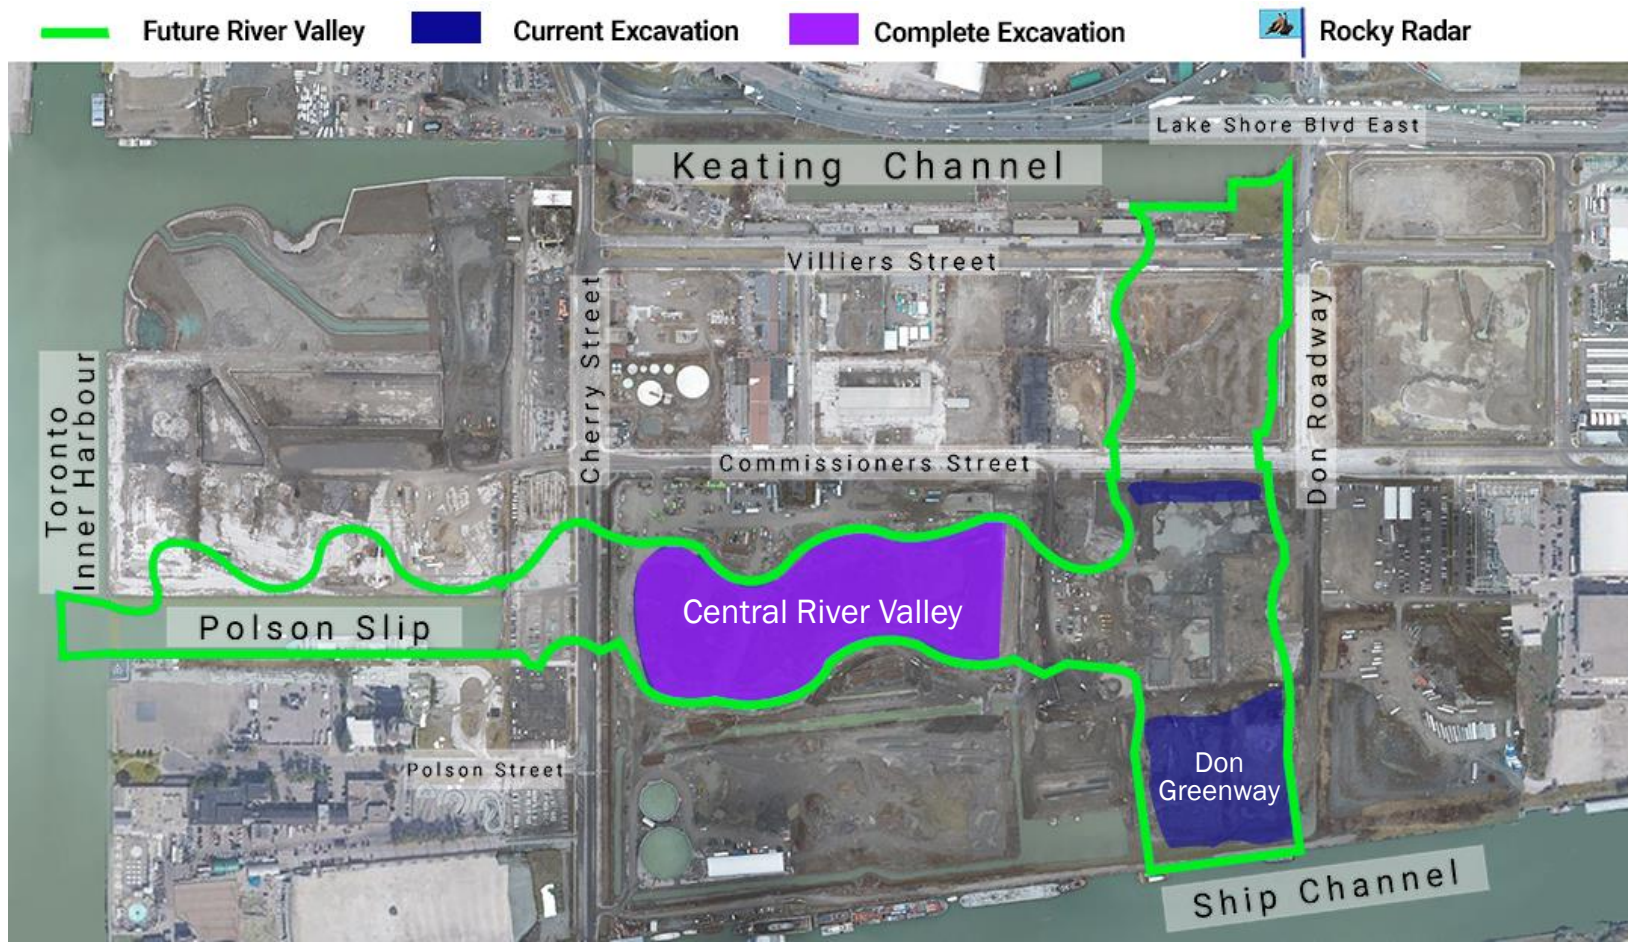 Future River Valley
Current Excavation
Complete Excavation
Rocky Radar
Lake Shore Blvd East
Keating Channel
Villiers Street
Cherry Street
Don Roadway
Toronto
Inner Harbour
Commissioners Street
Central River Valley
Polson Slip
Polson Street
Don
Greenway
Ship Channel